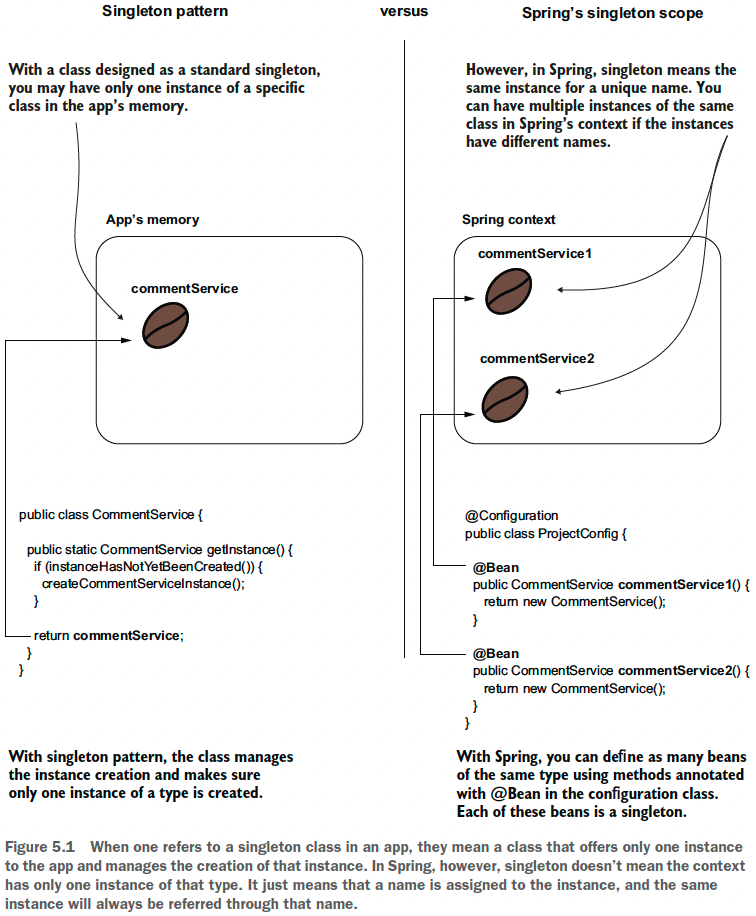 Singleton pattern versus Spring's singleton scope
With a class designed as a standard singleton,
you may have only one instance of a specific
class in the app's memory.
However, in Spring, singleton means the
same instance for a unique name. You
can have multiple instances of the same
class in Spring's context if the instances
have different names.
App's memory
commentService
Spring context
commentService1
commentService2
public class CommentService {
public static CommentService getInstance() {
if (instanceHasNotYetBeenCreated()) {
createCommentServiceInstance();
}
return commentService;
}
}
@Configuration
public class ProjectConfig {
@Bean
public CommentService commentService1() {
return new CommentService();
}
@Bean
public CommentService commentService2() {
return new CommentService();
}
}
With singleton pattern, the class manages
the instance creation and makes sure
only one instance of a type is created.
With Spring, you can define as many beans
of the same type using methods annotated
with @Bean in the configuration class.
Each of these beans is a singleton.
Figure 5.1 When one refers to a singleton class in an app, they mean a class that offers only one instance
to the app and manages the creation of that instance. In Spring, however, singleton doesn't mean the context
has only one instance of that type. It just means that a name is assigned to the instance, and the same
instance will always be referred through that name.